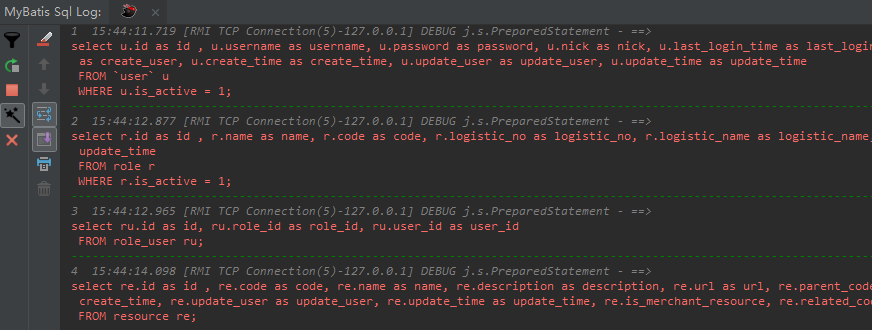 MyBatis Sql Log:
1 15:44:11.719 [RMI TCP Connection(5)-127.0.0.1] DEBUG j.s.PreparedStatement - ==>
select u.id as id , u.username as username, u.password as password, u.nick as nick, u.last_login_time as last_login
as create_user, u.create_time as create_time, u.update_user as update_user, u.update_time as update_time
FROM `user` u
WHERE u.is_active = 1;
2 15:44:12.877 [RMI TCP Connection(5)-127.0.0.1] DEBUG j.s.PreparedStatement - ==>
select r.id as id , r.name as name, r.code as code, r.logistic_no as logistic_no, r.logistic_name as logistic_name,
update_time
FROM role r
WHERE r.is_active = 1;
3 15:44:12.965 [RMI TCP Connection(5)-127.0.0.1] DEBUG j.s.PreparedStatement - ==>
select ru.id as id, ru.role_id as role_id, ru.user_id as user_id
FROM role_user ru;
4 15:44:14.098 [RMI TCP Connection(5)-127.0.0.1] DEBUG j.s.PreparedStatement - ==>
select re.id as id , re.code as code, re.name as name, re.description as description, re.url as url, re.parent_code
create_time, re.update_user as update_user, re.update_time as update_time, re.is_merchant_resource, re.related_co
FROM resource re;